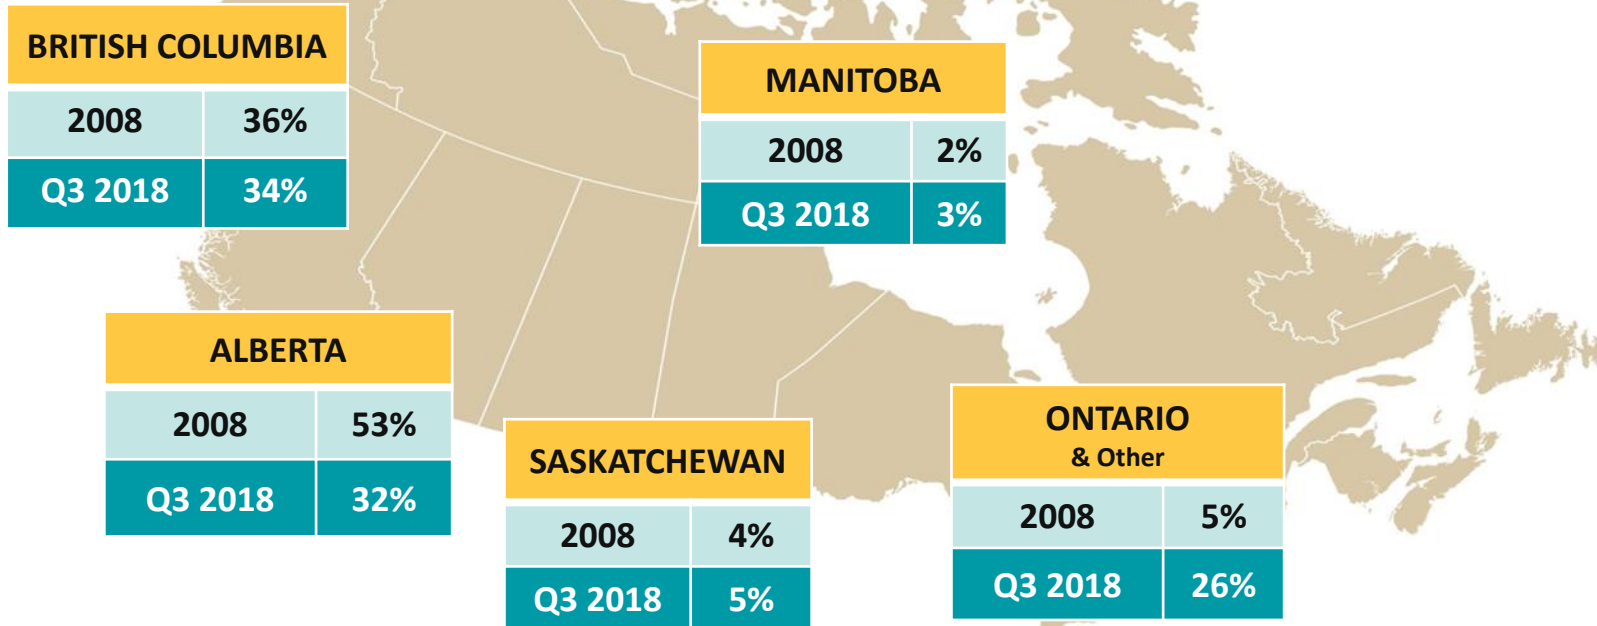 BRITISH COLUMBIA
2008 36%
Q3 2018 34%
MANITOBA
2008 2%
Q3 2018 3%
ALBERTA
2008 53%
Q3 2018 32%
SASKATCHEWAN
2008 4%
Q3 2018 5%
ONTARIO
& Other
2008 5%
Q3 2018 26%